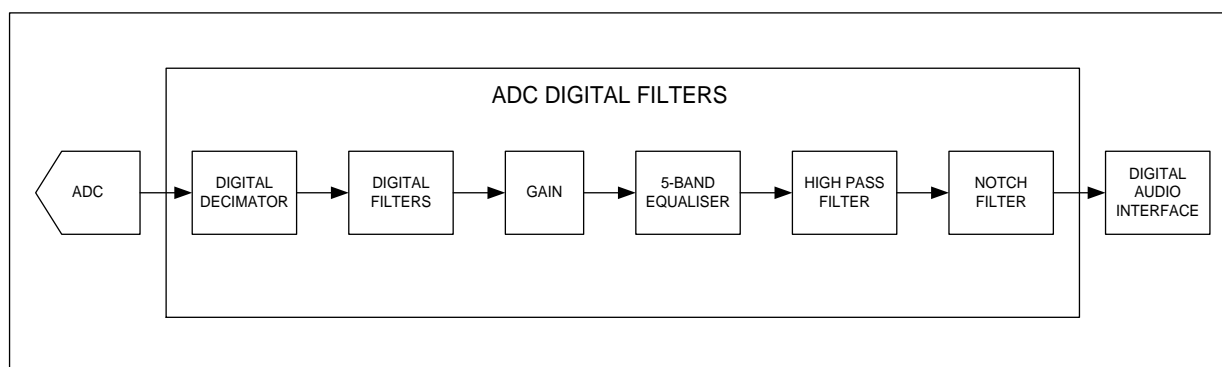 ADC DIGITAL FILTERS
ADC
DIGITAL
DECIMATOR
DIGITAL
FILTERS
GAIN
5-BAND
EQUALISER
HIGH PASS
FILTER
NOTCH
FILTER
DIGITAL
AUDIO
INTERFACE